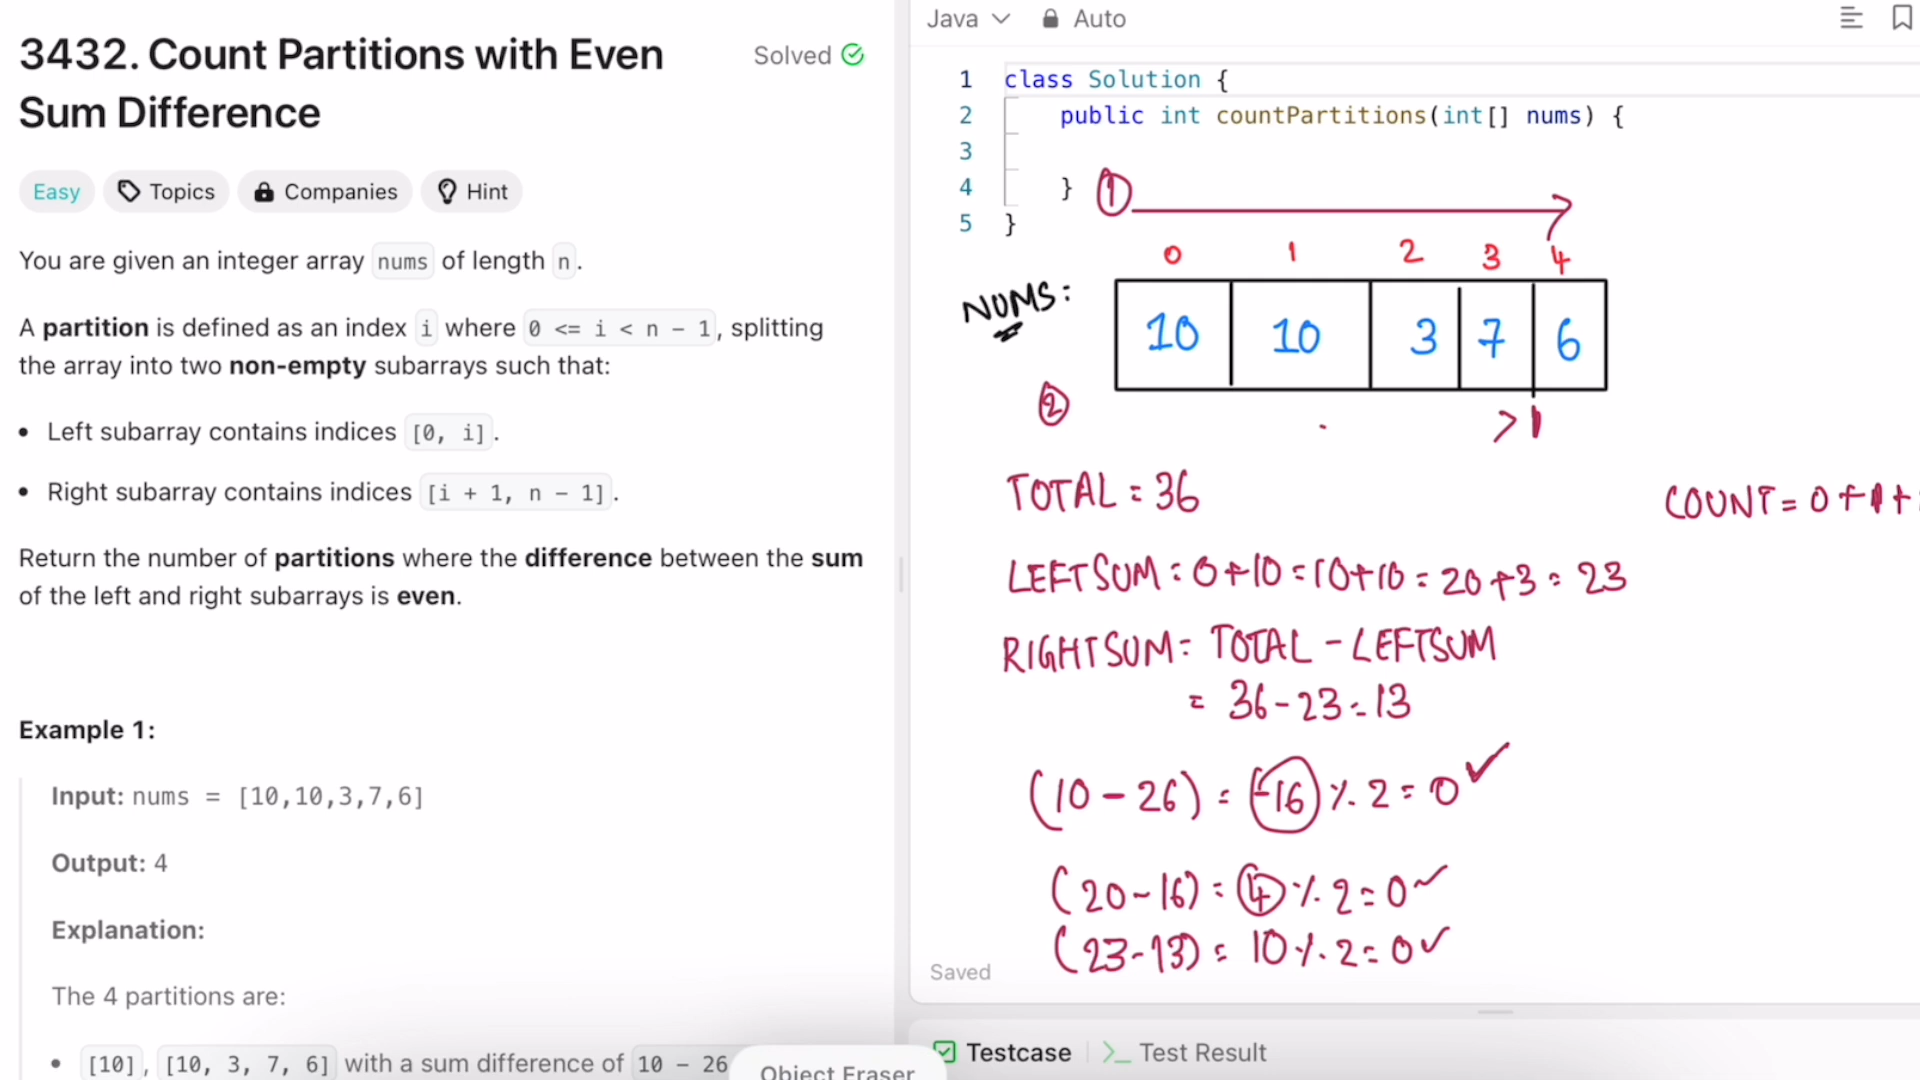 3432. Count Partitions with Even
Sum Difference
Solved
Easy
Topics
Companies
Hint
You are given an integer array nums of length n.
A partition is defined as an index i where 0 <= i < n - 1, splitting
the array into two non-empty subarrays such that:
• Left subarray contains indices [0, i].
• Right subarray contains indices [i + 1, n - 1].
Return the number of partitions where the difference between the sum
of the left and right subarrays is even.
Example 1:
Input: nums = [10,10,3,7,6]
Output: 4
Explanation:
The 4 partitions are:
• [10], [10, 3, 7, 6] with a sum difference of 10 - 26
Object Eraser
Java
Auto
1 class Solution {
2 public int countPartitions(int[] nums) {
3
4 }
5 }
①
0 1 2 3 4
NUMS:
10 10 3 7 6
②
TOTAL = 36
COUNT = 0 + 1 +
LEFTSUM = 0+10 = 10+10 = 20+3 = 23
RIGHTSUM = TOTAL - LEFTSUM
= 36-23 = 13
(10 - 26) = -16 % 2 = 0 ✓
(20-16) = 4 % 2 = 0 ✓
(23-13) = 10 % 2 = 0 ✓
Saved
Testcase
Test Result